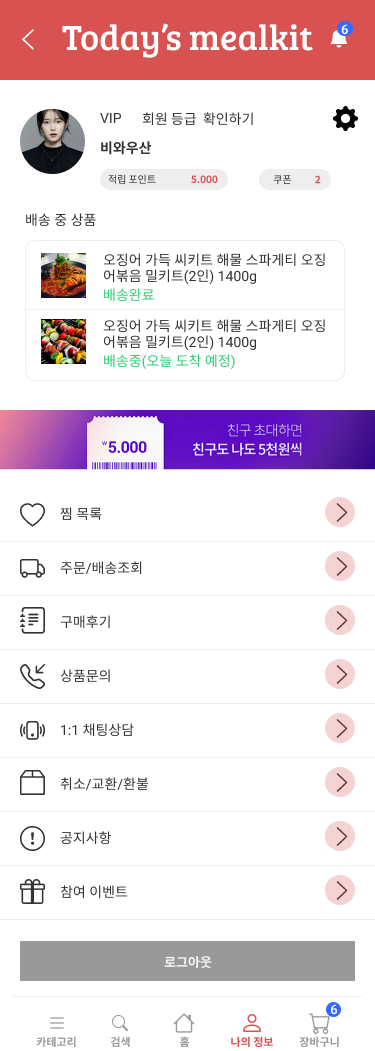 Today's mealkit
6
VIP 회원 등급 확인하기
비와우산
적립 포인트 5.000 쿠폰 2
배송 중 상품
오징어 가득 씨키트 해물 스파게티 오징
어볶음 밀키트(2인) 1400g
배송완료
오징어 가득 씨키트 해물 스파게티 오징
어볶음 밀키트(2인) 1400g
배송중(오늘 도착 예정)
₩5.000
친구 초대하면
친구도 나도 5천원씩
찜 목록
주문/배송조회
구매후기
상품문의
1:1 채팅상담
취소/교환/환불
공지사항
참여 이벤트
로그아웃
6
카테고리 검색 홈 나의 정보 장바구니